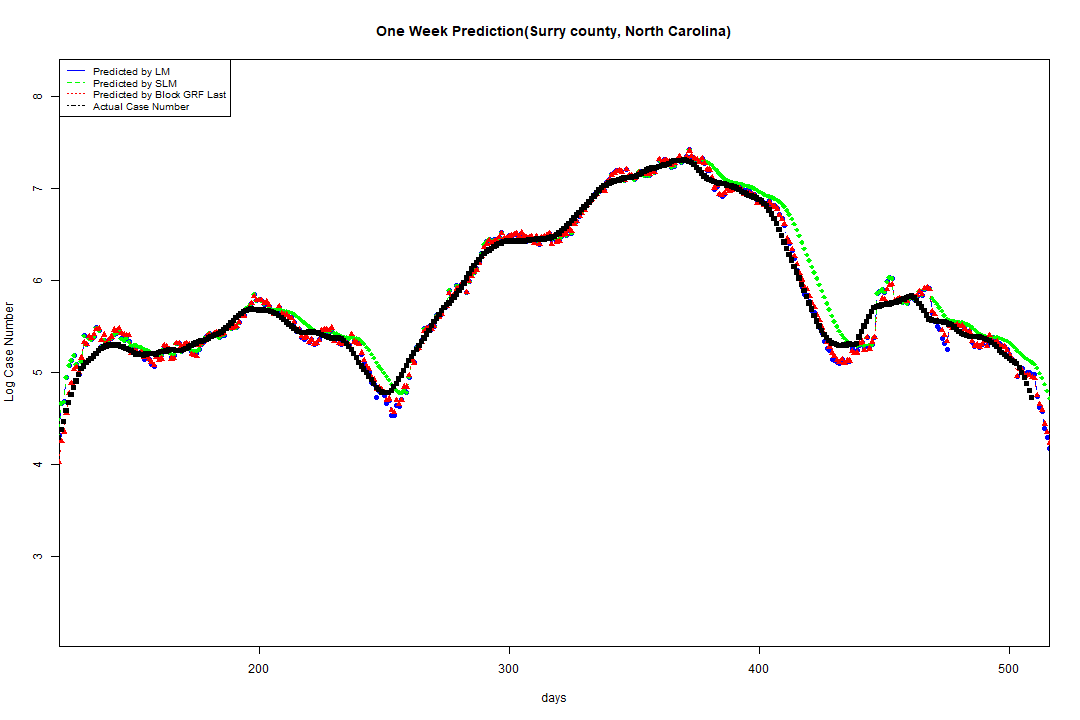 One Week Prediction(Surry county, North Carolina)
Predicted by LM
Predicted by SLM
Predicted by Block GRF Last
Actual Case Number
8
7
6
5
4
3
Log Case Number
200
300
400
500
days